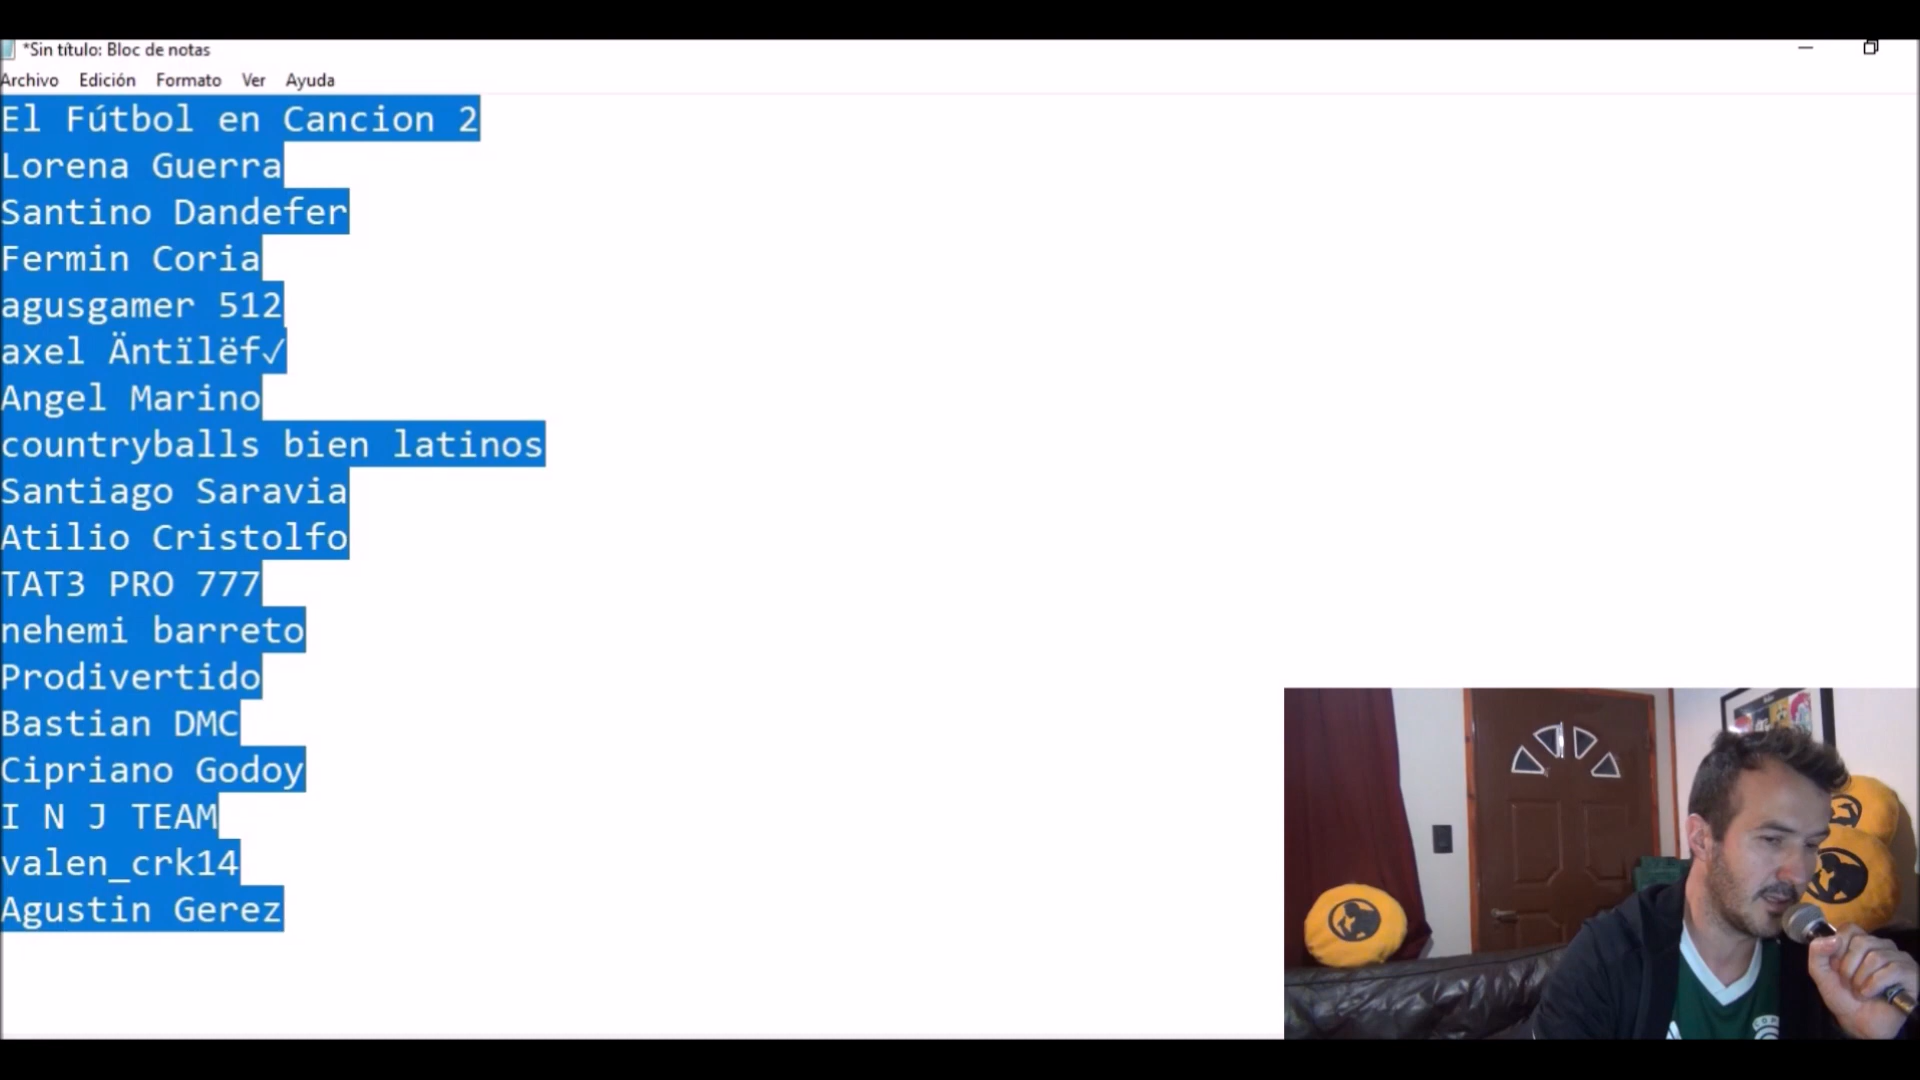 *Sin título: Bloc de notas
Archivo Edición Formato Ver Ayuda
El Fútbol en Cancion 2
Lorena Guerra
Santino Dandefer
Fermin Coria
agusgamer 512
axel Äntïlëf✓
Angel Marino
countryballs bien latinos
Santiago Saravia
Atilio Cristolfo
TAT3 PRO 777
nehemi barreto
Prodivertido
Bastian DMC
Cipriano Godoy
I N J TEAM
valen_crk14
Agustin Gerez